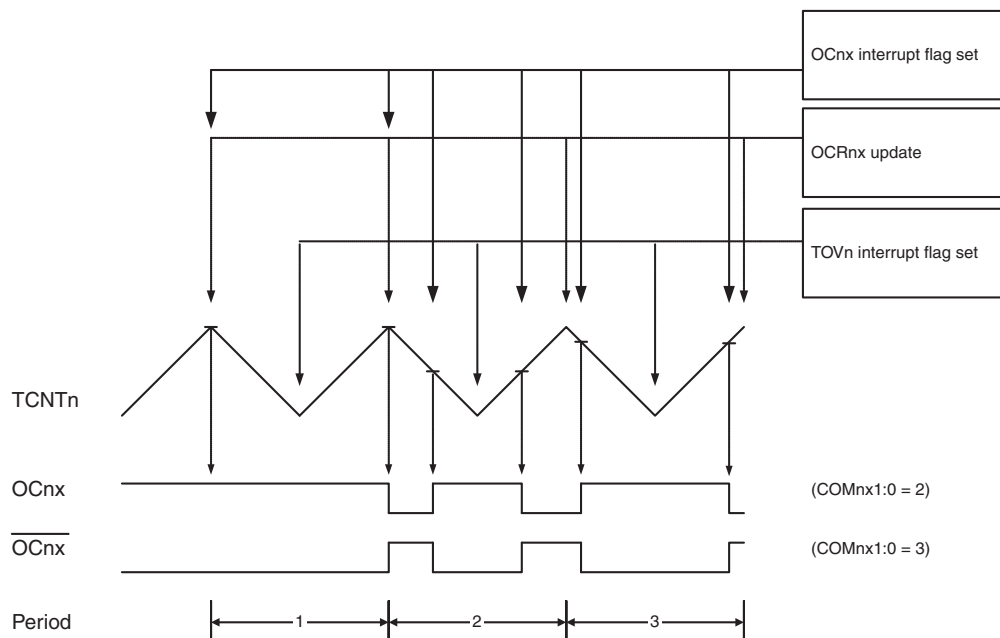 OCnx interrupt flag set
OCRnx update
TOVn interrupt flag set
TCNTn
OCnx
(COMnx1:0 = 2)
OCnx
(COMnx1:0 = 3)
Period
1
2
3